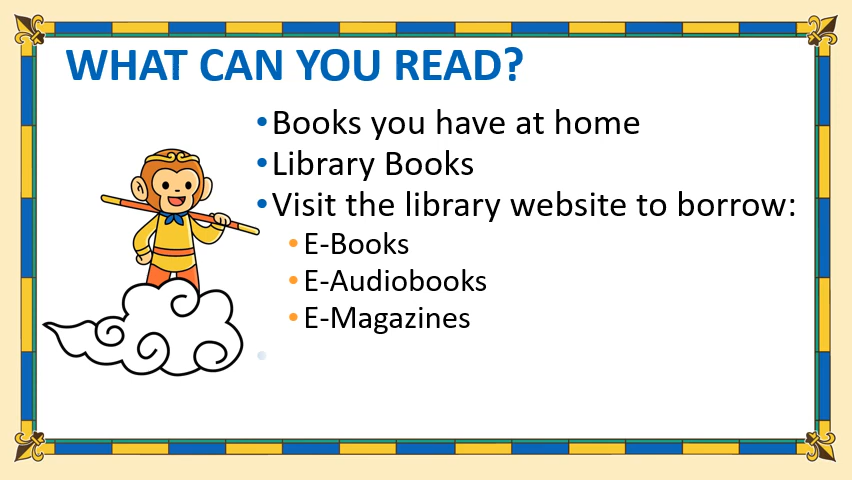 WHAT CAN YOU READ?
•Books you have at home
•Library Books
•Visit the library website to borrow:
•E-Books
•E-Audiobooks
•E-Magazines